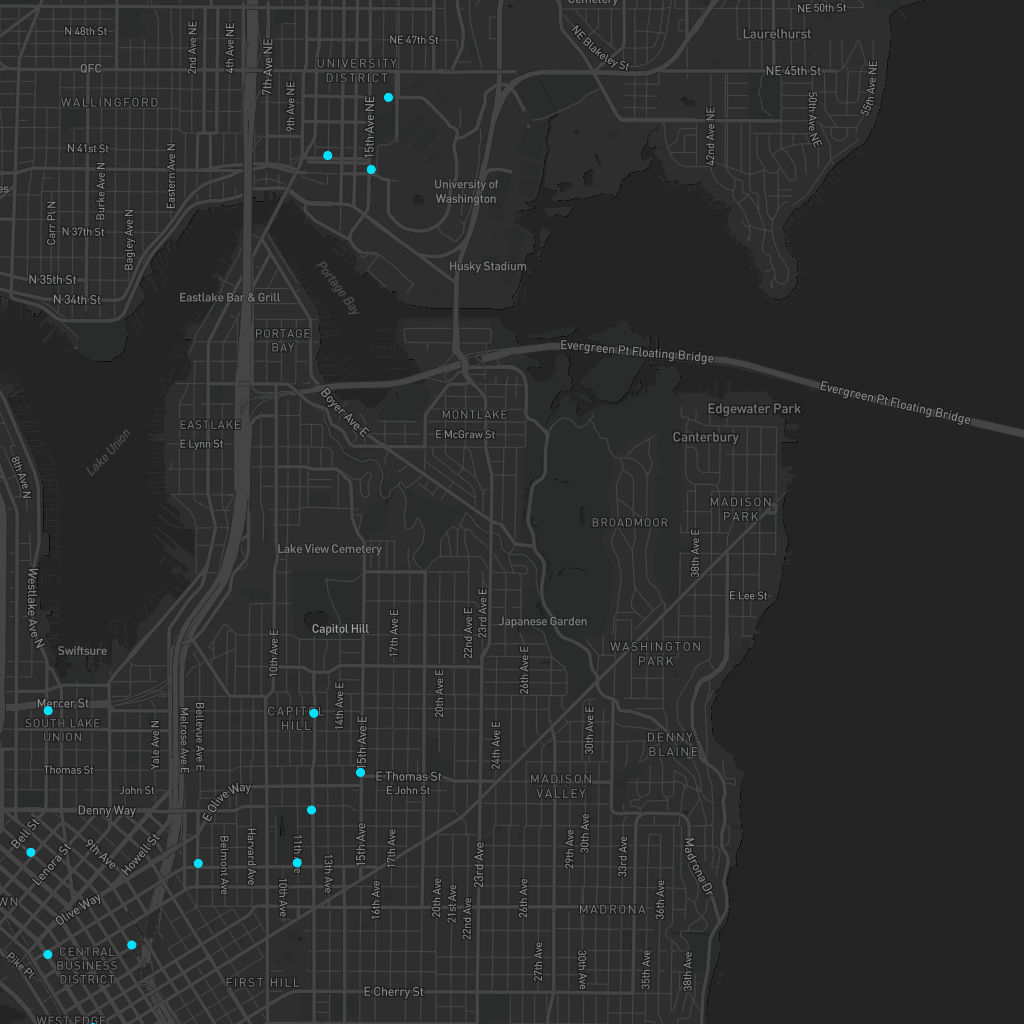 Cemetery
NE 50th St
N 48th St
2nd Ave NE
4th Ave NE
7th Ave NE
NE 47th St
NE Blakeley St
Laurelhurst
QFC
UNIVERSITY
DISTRICT
NE 45th St
WALLINGFORD
9th Ave NE
15th Ave NE
42nd Ave NE
50th Ave NE
55th Ave NE
N 41st St
Burke Ave N
Eastern Ave N
University of
Washington
es
Carr Pl N
Bagley Ave N
N 37th St
Husky Stadium
N 35th St
N 34th St
Portage Bay
Eastlake Bar & Grill
PORTAGE
BAY
Evergreen Pt Floating Bridge
Evergreen Pt Floating Bridge
Boyer Ave E
MONTLAKE
Edgewater Park
EASTLAKE
E McGraw St
Canterbury
E Lynn St
Lake Union
8th Ave N
MADISON
PARK
BROADMOOR
Lake View Cemetery
38th Ave E
Westlake Ave N
E Lee St
Capitol Hill
17th Ave E
22nd Ave E
23rd Ave E
Japanese Garden
Swiftsure
10th Ave E
WASHINGTON
PARK
26th Ave E
20th Ave E
Mercer St
SOUTH LAKE
UNION
CAPITOL
HILL
14th Ave E
15th Ave E
Yale Ave N
Melrose Ave E
Bellevue Ave E
24th Ave E
30th Ave E
DENNY
BLAINE
Thomas St
E Thomas St
E John St
John St
MADISON
VALLEY
E Olive Way
Denny Way
Bell St
Lenora St
9th Ave
Howell St
Belmont Ave
Harvard Ave
11th Ave
10th Ave
13th Ave
15th Ave
17th Ave
16th Ave
23rd Ave
29th Ave
30th Ave
33rd Ave
Madrona Dr
20th Ave
21st Ave
22nd Ave
26th Ave
36th Ave
MADRONA
WN
Olive Way
Pike Pl
CENTRAL
BUSINESS
DISTRICT
27th Ave
30th Ave
35th Ave
38th Ave
FIRST HILL
E Cherry St
WEST EDGE